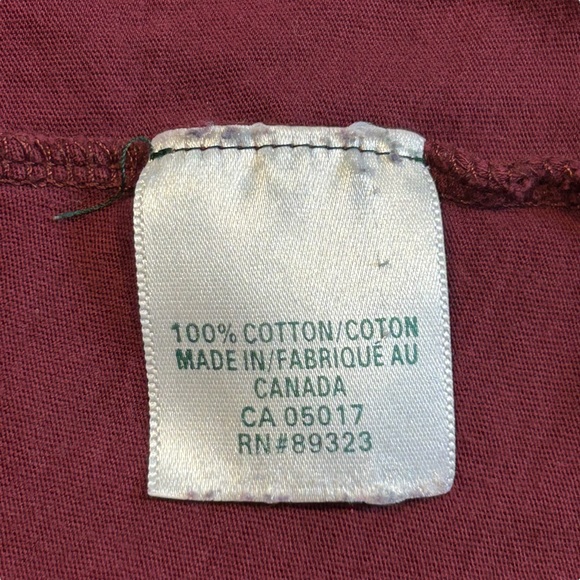 100% COTTON/COTON
MADE IN/FABRIQUÉ AU
CANADA
CA 05017
RN#89323